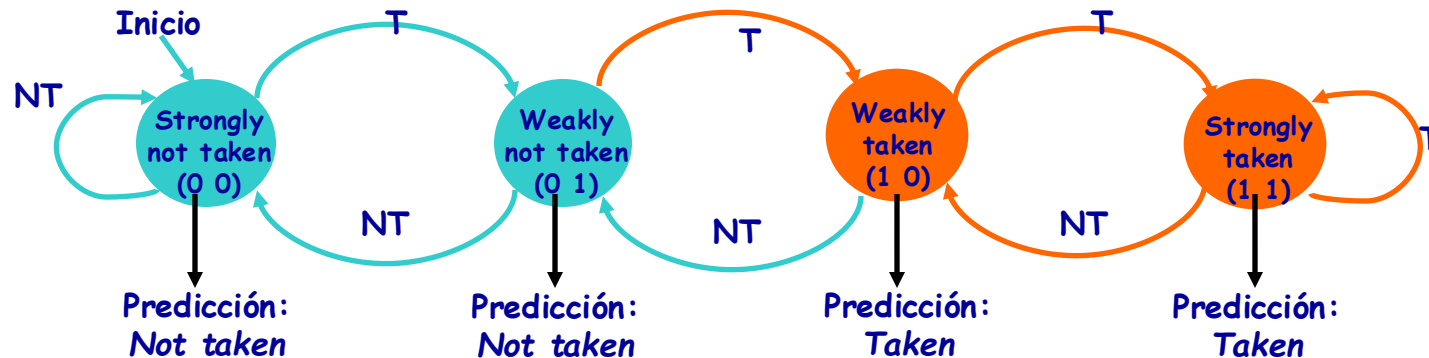 Inicio
T
T
T
NT
Strongly
not taken
(0 0)
Weakly
not taken
(0 1)
Weakly
taken
(1 0)
Strongly
taken
(1 1)
T
NT
NT
NT
Predicción:
Not taken
Predicción:
Not taken
Predicción:
Taken
Predicción:
Taken